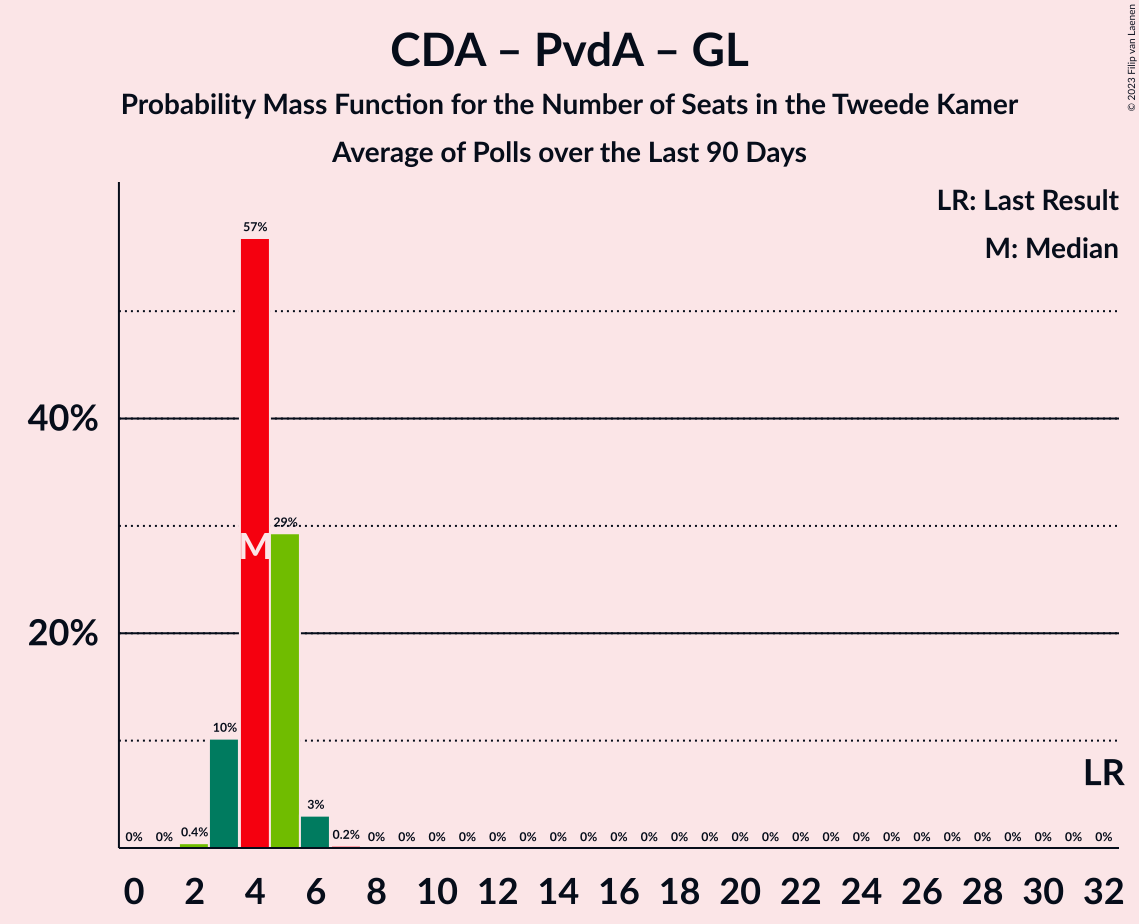 CDA – PvdA – GL
Probability Mass Function for the Number of Seats in the Tweede Kamer
Average of Polls over the Last 90 Days
© 2023 Filip van Laenen
LR: Last Result
M: Median
57%
40%
29%
M
20%
10%
LR
3%
0% 0% 0.4% 0.2% 0% 0% 0% 0% 0% 0% 0% 0% 0% 0% 0% 0% 0% 0% 0% 0% 0% 0% 0% 0% 0% 0% 0% 0% 0%
0 2 4 6 8 10 12 14 16 18 20 22 24 26 28 30 32